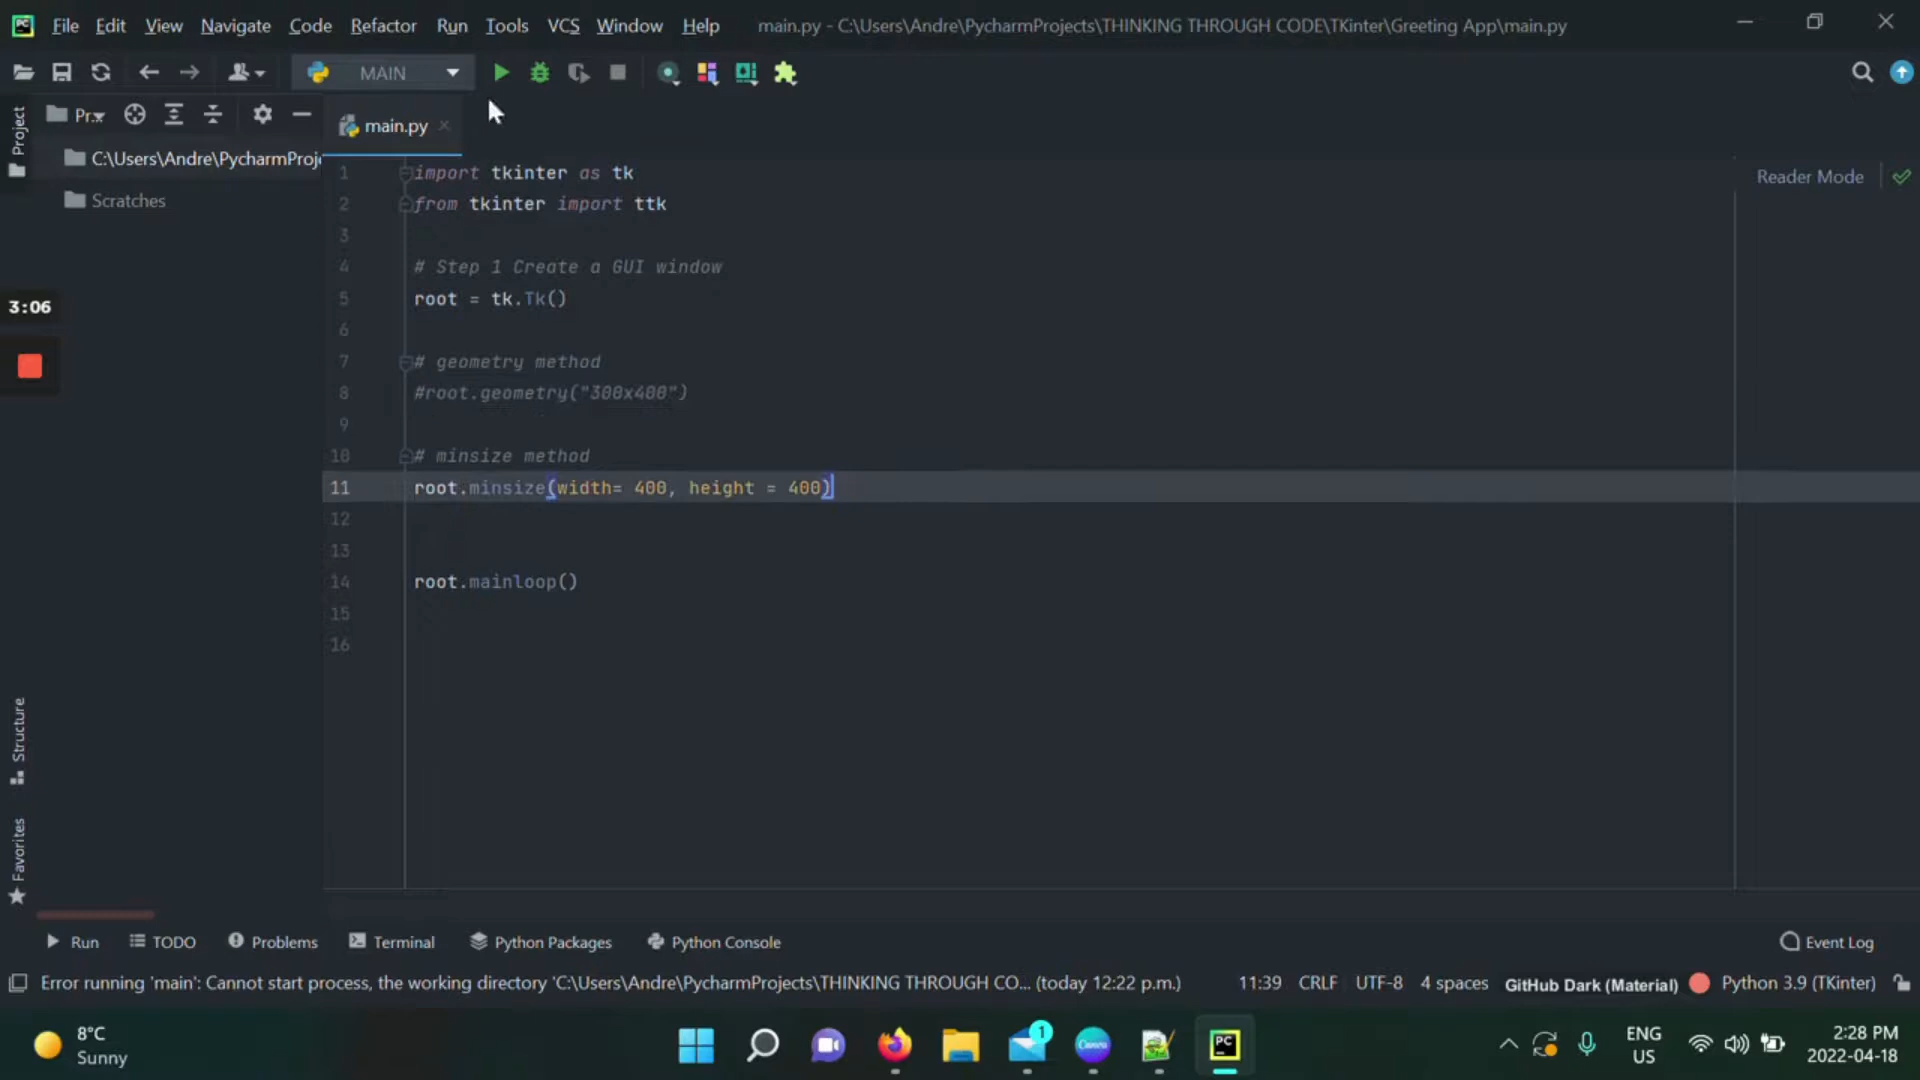 PC File Edit View Navigate Code Refactor Run Tools VCS Window Help main.py - C:\Users\Andre\PycharmProjects\THINKING THROUGH CODE\TKinter\Greeting App\main.py
MAIN
Project
Pr...
main.py
C:\Users\Andre\PycharmProj
Scratches
Reader Mode
1 import tkinter as tk
2 from tkinter import ttk
3
4 # Step 1 Create a GUI window
5 root = tk.Tk()
6
7 # geometry method
8 #root.geometry("300x400")
9
10 # minsize method
11 root.minsize(width= 400, height = 400)
12
13
14 root.mainloop()
15
16
3:06
Structure
Favorites
Run TODO Problems Terminal Python Packages Python Console Event Log
Error running 'main': Cannot start process, the working directory 'C:\Users\Andre\PycharmProjects\THINKING THROUGH CO... (today 12:22 p.m.) 11:39 CRLF UTF-8 4 spaces GitHub Dark (Material) Python 3.9 (TKinter)
8°C
Sunny
1
Canva
PC
ENG
US
2:28 PM
2022-04-18